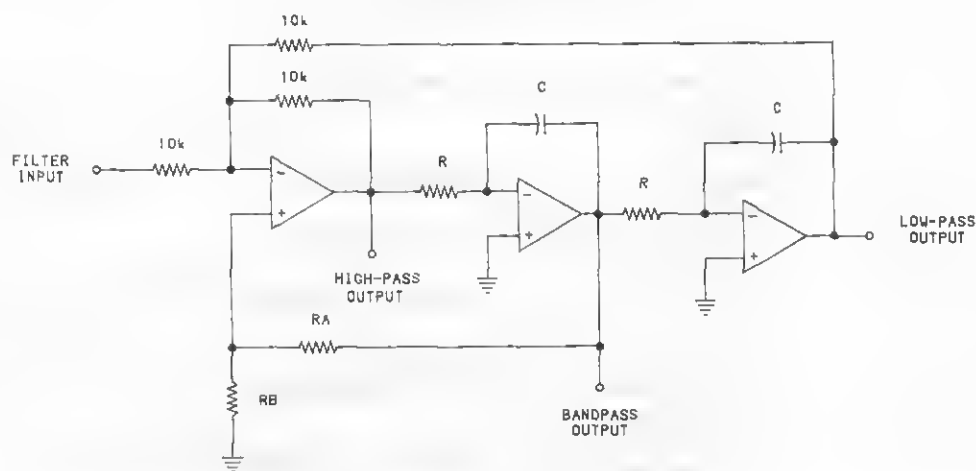 10k
10k
C
C
10k
FILTER
INPUT
R
R
-
+
-
+
-
+
LOW-PASS
OUTPUT
HIGH-PASS
OUTPUT
RA
RB
BANDPASS
OUTPUT